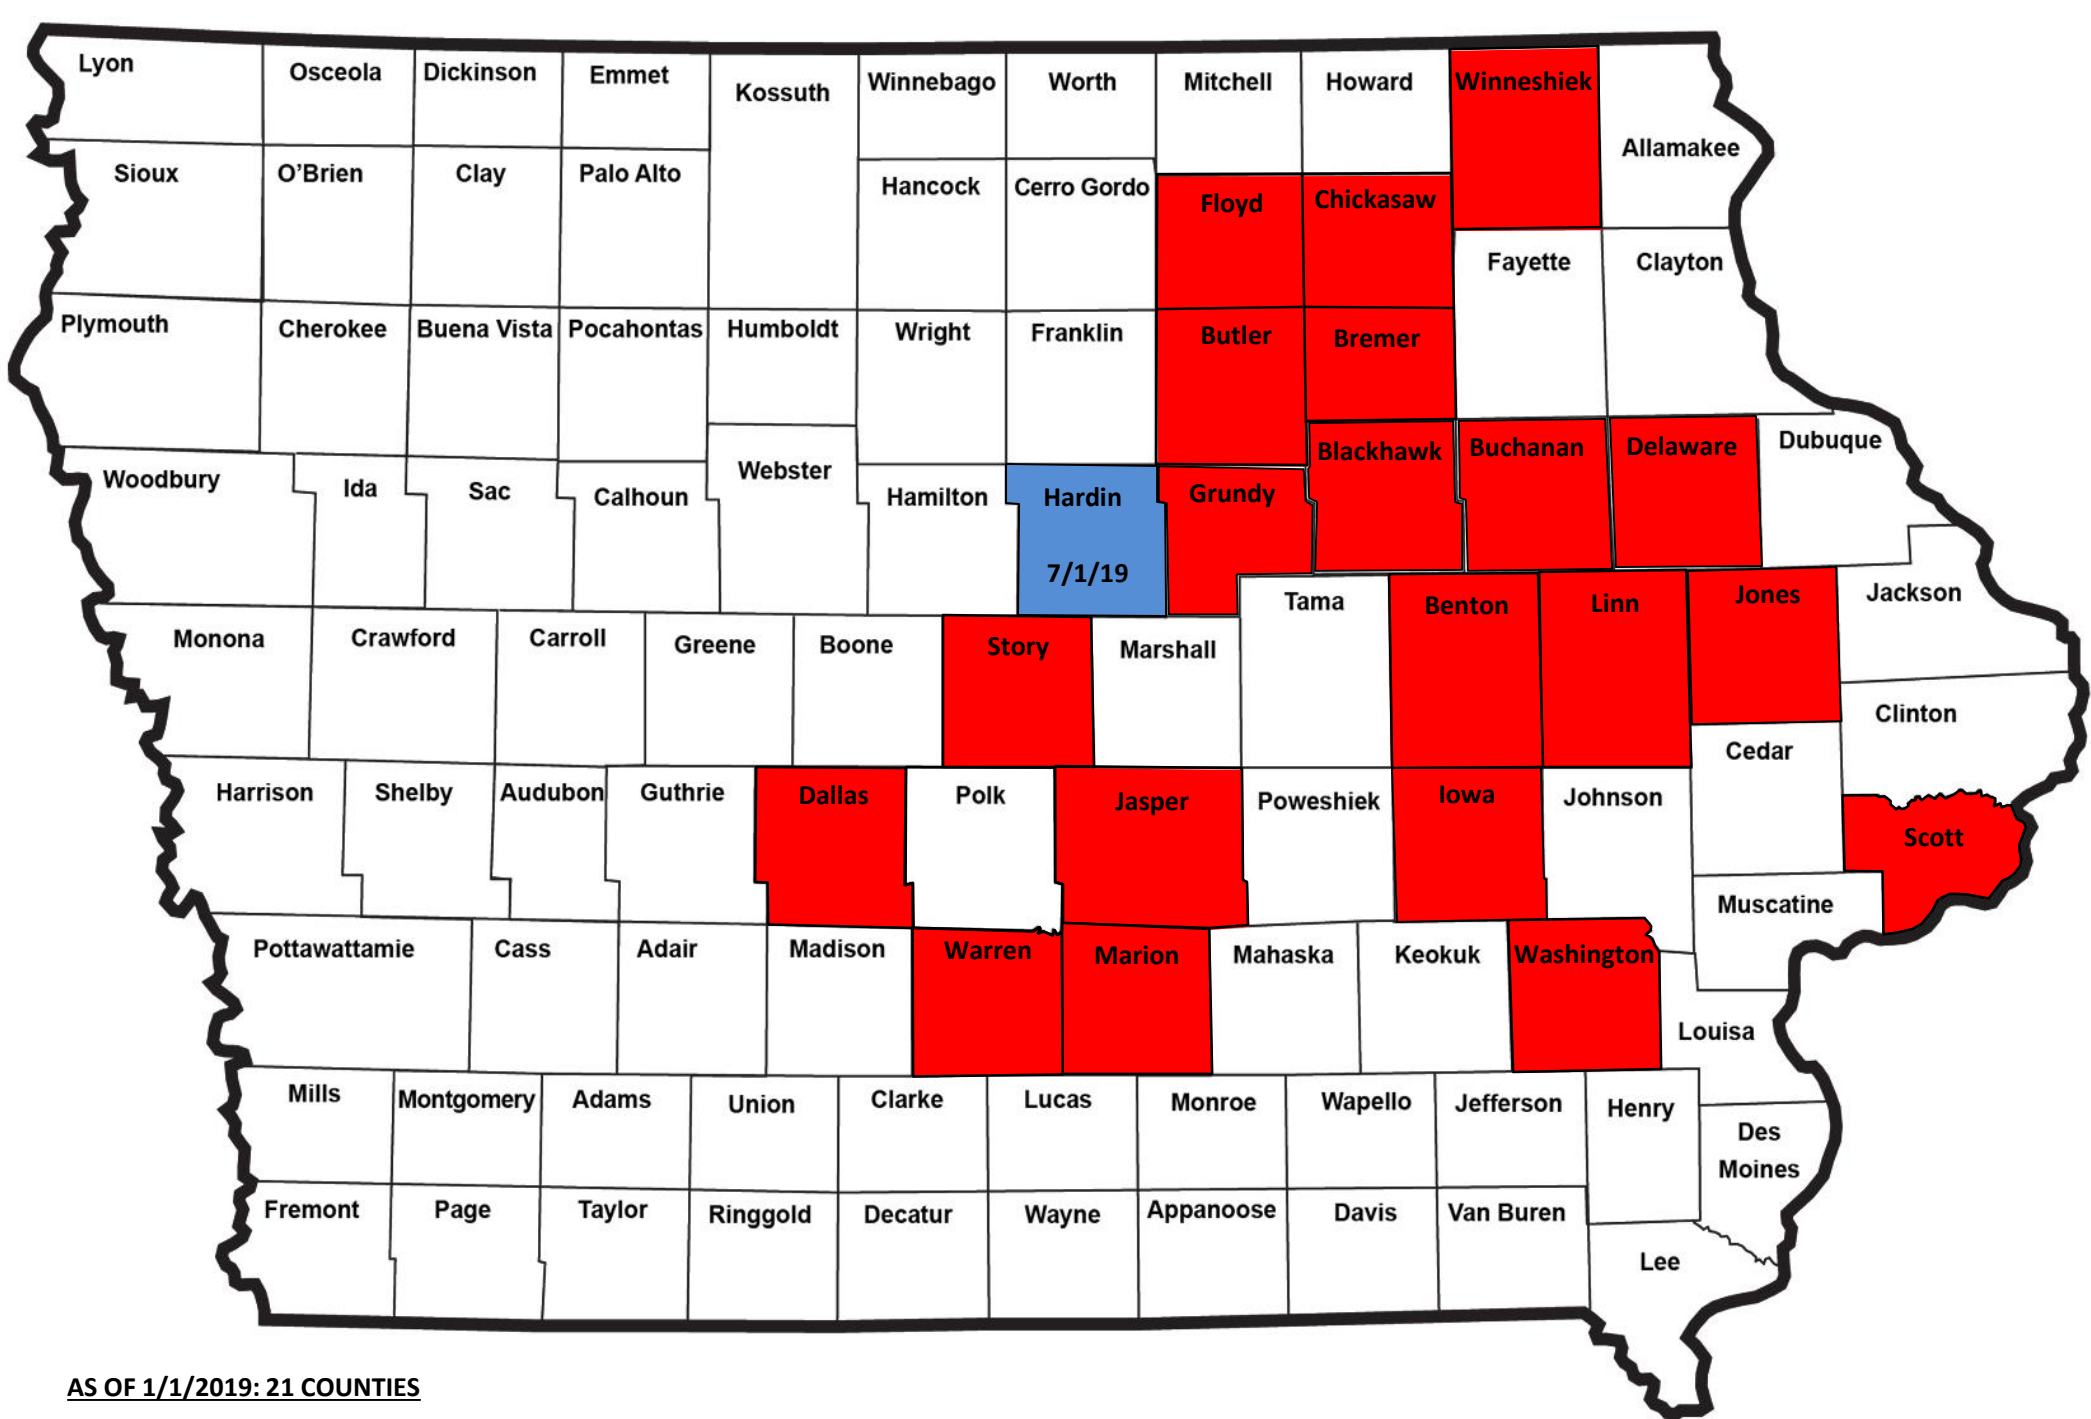 Lyon
Osceola
Dickinson
Emmet
Kossuth
Winnebago
Worth
Mitchell
Howard
Winneshiek
Allamakee
Sioux
O'Brien
Clay
Palo Alto
Hancock
Cerro Gordo
Floyd
Chickasaw
Fayette
Clayton
Plymouth
Cherokee
Buena Vista
Pocahontas
Humboldt
Wright
Franklin
Butler
Bremer
Woodbury
Ida
Sac
Calhoun
Webster
Hamilton
Hardin
7/1/19
Grundy
Blackhawk
Buchanan
Delaware
Dubuque
Monona
Crawford
Carroll
Greene
Boone
Story
Marshall
Tama
Benton
Linn
Jones
Jackson
Clinton
Cedar
Harrison
Shelby
Audubon
Guthrie
Dallas
Polk
Jasper
Poweshiek
Iowa
Johnson
Scott
Muscatine
Pottawattamie
Cass
Adair
Madison
Warren
Marion
Mahaska
Keokuk
Washington
Louisa
Mills
Montgomery
Adams
Union
Clarke
Lucas
Monroe
Wapello
Jefferson
Henry
Des
Moines
Fremont
Page
Taylor
Ringgold
Decatur
Wayne
Appanoose
Davis
Van Buren
Lee
AS OF 1/1/2019: 21 COUNTIES